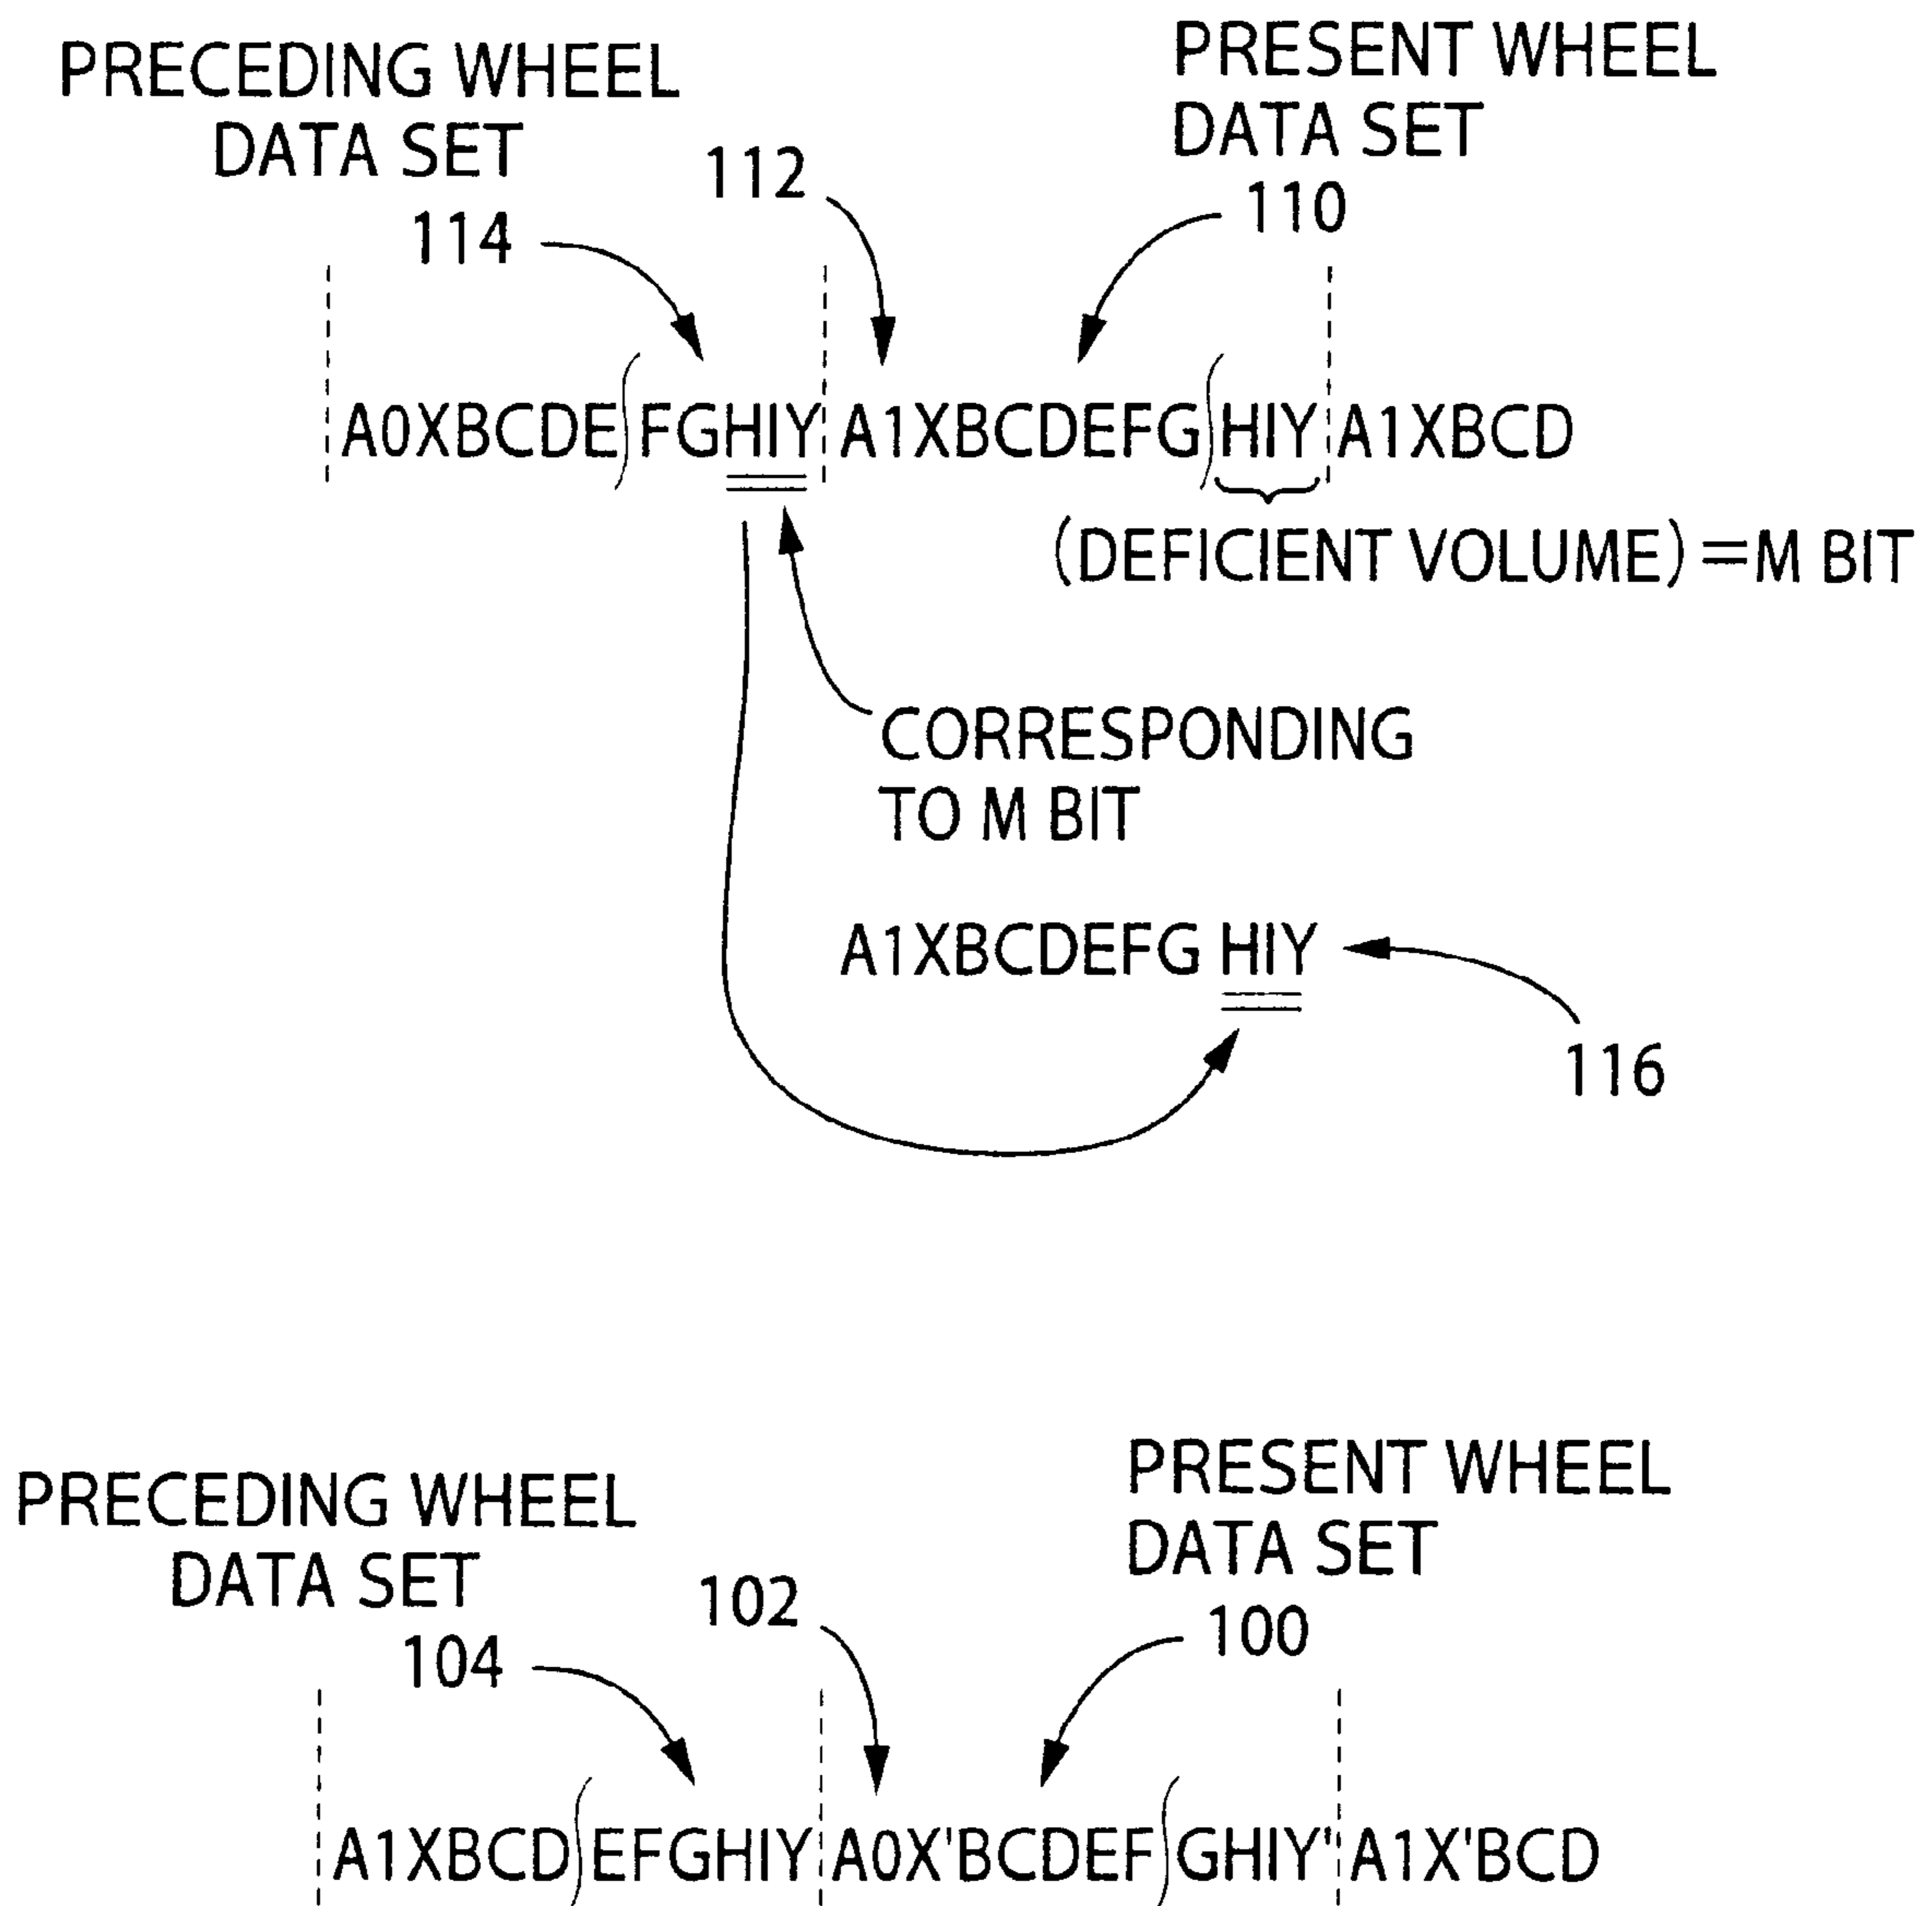 PRECEDING WHEEL
DATA SET
114
112
PRESENT WHEEL
DATA SET
110
A0XBCDE FGHIY A1XBCDEFG HIY A1XBCD
(DEFICIENT VOLUME)=M BIT
CORRESPONDING
TO M BIT
A1XBCDEFG HIY
116
PRECEDING WHEEL
DATA SET
104
102
PRESENT WHEEL
DATA SET
100
A1XBCD EFGHIY A0X'BCDEF GHIY' A1X'BCD